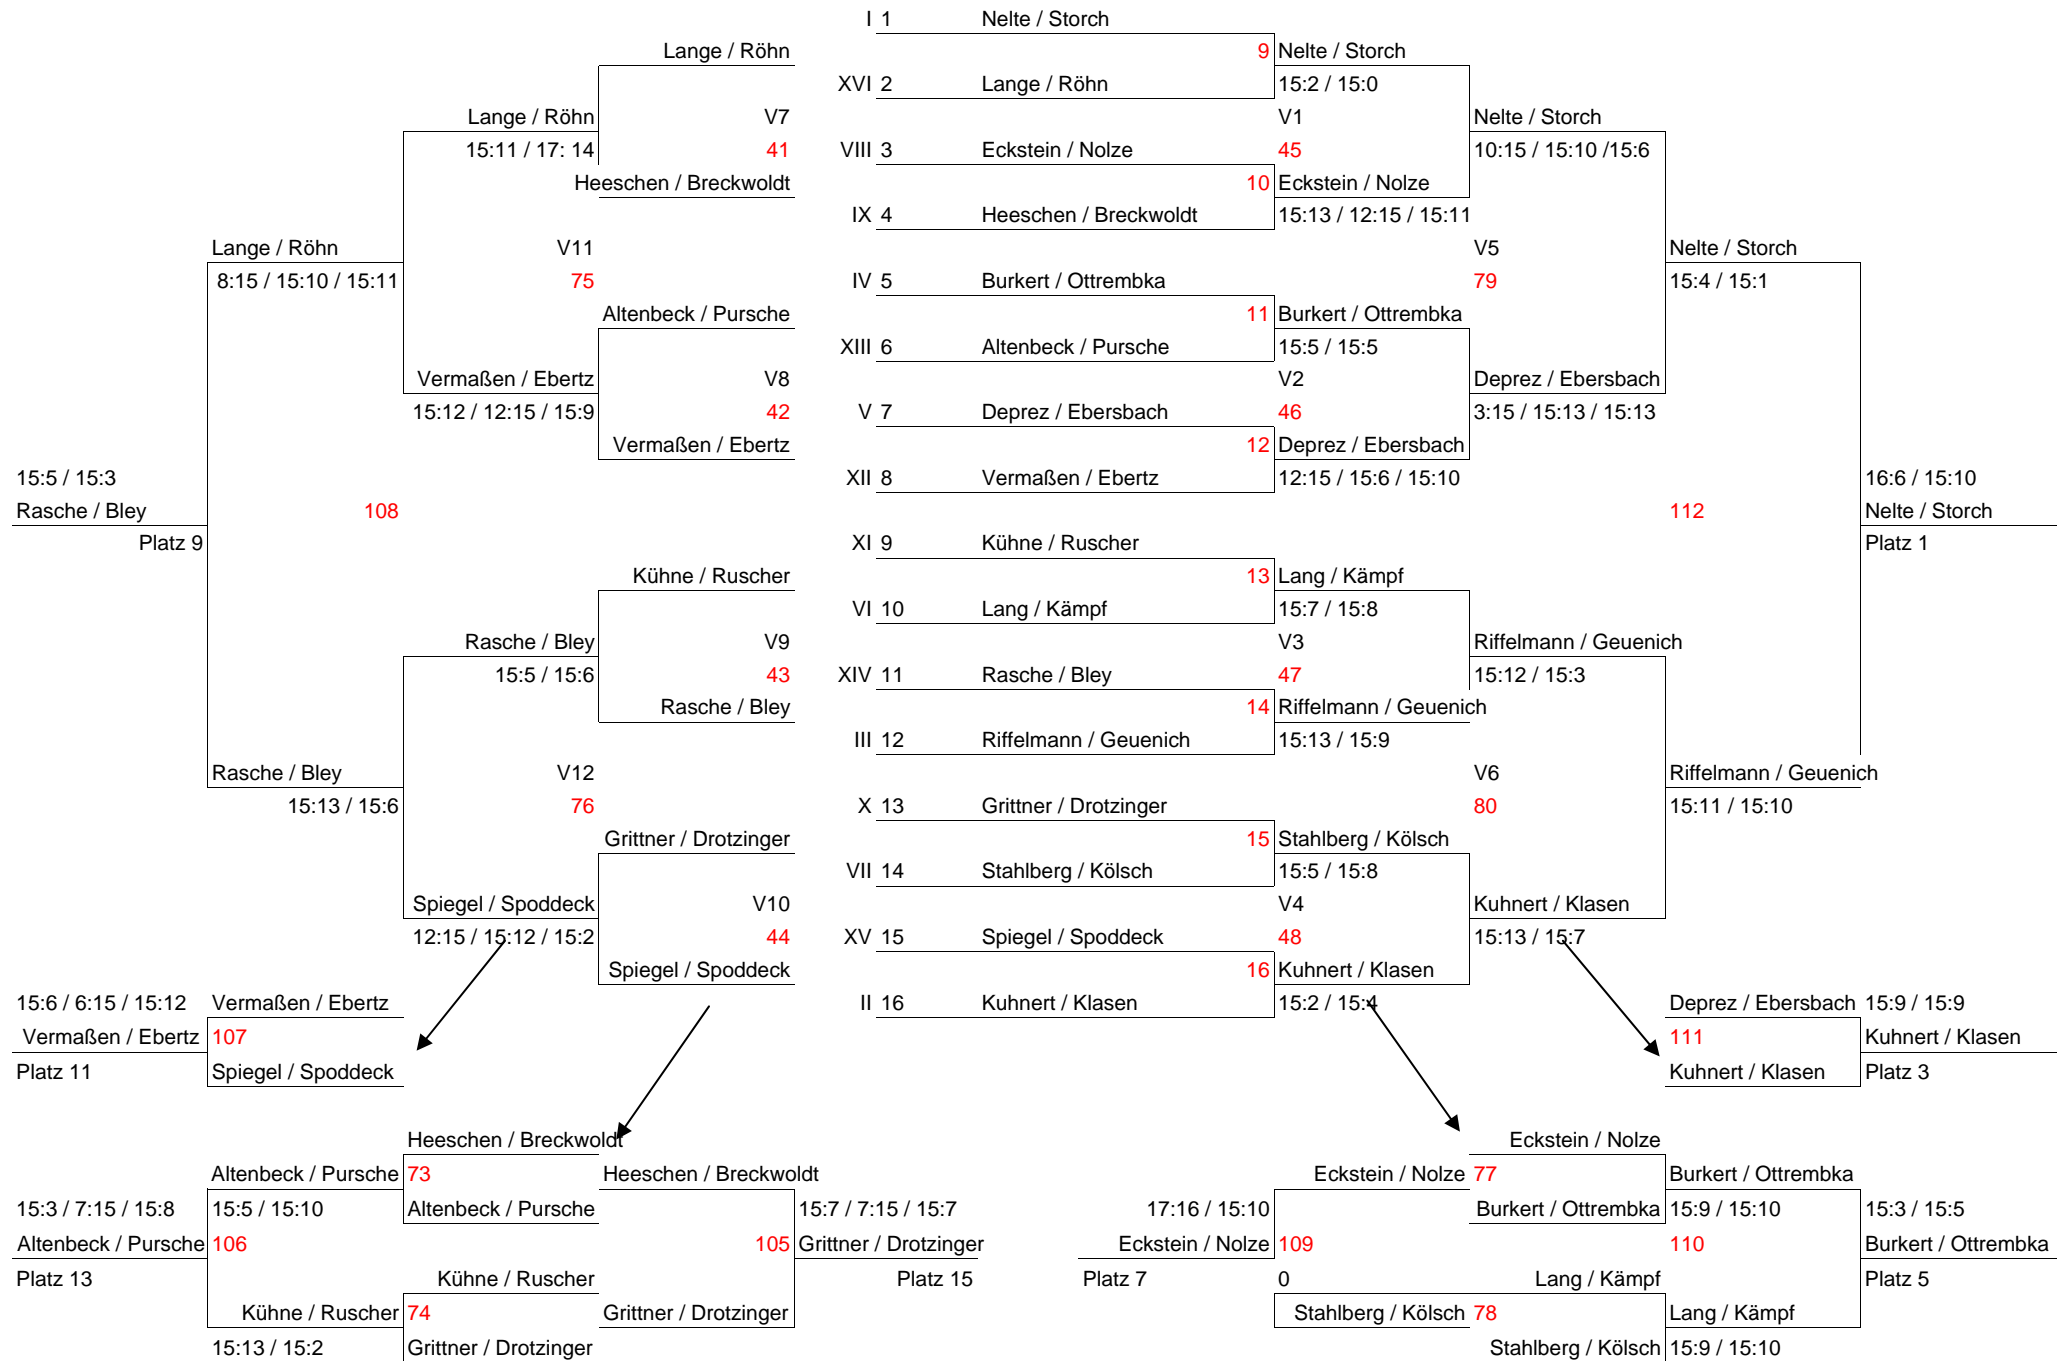 I 1 Nelte / Storch
Lange / Röhn 9 Nelte / Storch
XVI 2 Lange / Röhn 15:2 / 15:0
Lange / Röhn V7 V1 Nelte / Storch
15:11 / 17: 14 41 VIII 3 Eckstein / Nolze 45 10:15 / 15:10 /15:6
Heeschen / Breckwoldt 10 Eckstein / Nolze
IX 4 Heeschen / Breckwoldt 15:13 / 12:15 / 15:11
Lange / Röhn V11 V5 Nelte / Storch
8:15 / 15:10 / 15:11 75 IV 5 Burkert / Ottrembka 79 15:4 / 15:1
Altenbeck / Pursche 11 Burkert / Ottrembka
XIII 6 Altenbeck / Pursche 15:5 / 15:5
Vermaßen / Ebertz V8 V2 Deprez / Ebersbach
15:12 / 12:15 / 15:9 42 V 7 Deprez / Ebersbach 46 3:15 / 15:13 / 15:13
Vermaßen / Ebertz 12 Deprez / Ebersbach
15:5 / 15:3 XII 8 Vermaßen / Ebertz 12:15 / 15:6 / 15:10 16:6 / 15:10
Rasche / Bley 108 112 Nelte / Storch
Platz 9 XI 9 Kühne / Ruscher Platz 1
Kühne / Ruscher 13 Lang / Kämpf
VI 10 Lang / Kämpf 15:7 / 15:8
Rasche / Bley V9 V3 Riffelmann / Geuenich
15:5 / 15:6 43 XIV 11 Rasche / Bley 47 15:12 / 15:3
Rasche / Bley 14 Riffelmann / Geuenich
III 12 Riffelmann / Geuenich 15:13 / 15:9
Rasche / Bley V12 V6 Riffelmann / Geuenich
15:13 / 15:6 76 X 13 Grittner / Drotzinger 80 15:11 / 15:10
Grittner / Drotzinger 15 Stahlberg / Kölsch
VII 14 Stahlberg / Kölsch 15:5 / 15:8
Spiegel / Spoddeck V10 V4 Kuhnert / Klasen
12:15 / 15:12 / 15:2 44 XV 15 Spiegel / Spoddeck 48 15:13 / 15:7
Spiegel / Spoddeck 16 Kuhnert / Klasen
15:6 / 6:15 / 15:12 Vermaßen / Ebertz II 16 Kuhnert / Klasen 15:2 / 15:4 Deprez / Ebersbach 15:9 / 15:9
Vermaßen / Ebertz 107 111 Kuhnert / Klasen
Platz 11 Spiegel / Spoddeck Kuhnert / Klasen Platz 3
Heeschen / Breckwoldt Eckstein / Nolze
Altenbeck / Pursche 73 Heeschen / Breckwoldt Eckstein / Nolze 77 Burkert / Ottrembka
15:3 / 7:15 / 15:8 15:5 / 15:10 Altenbeck / Pursche 15:7 / 7:15 / 15:7 17:16 / 15:10 Burkert / Ottrembka 15:9 / 15:10 15:3 / 15:5
Altenbeck / Pursche 106 105 Grittner / Drotzinger Eckstein / Nolze 109 110 Burkert / Ottrembka
Platz 13 Kühne / Ruscher Platz 15 Platz 7 0 Lang / Kämpf Platz 5
Kühne / Ruscher 74 Grittner / Drotzinger Stahlberg / Kölsch 78 Lang / Kämpf
15:13 / 15:2 Grittner / Drotzinger Stahlberg / Kölsch 15:9 / 15:10